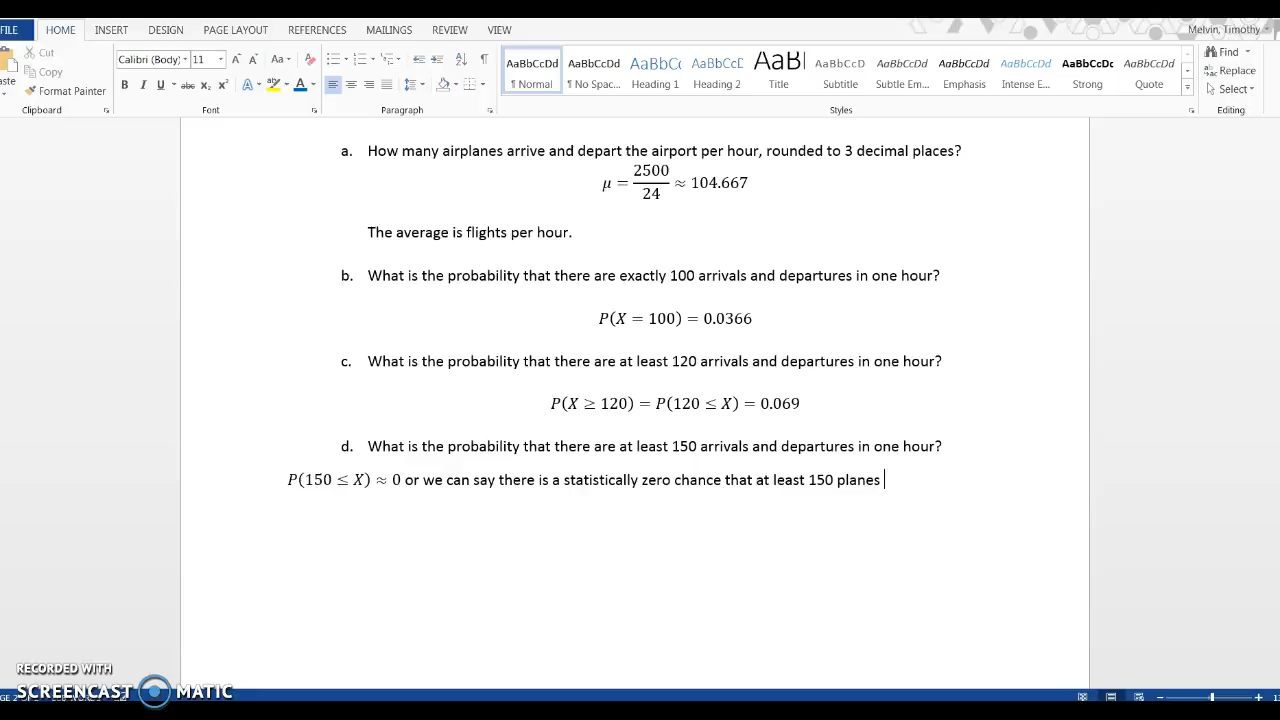 Melvin, Timothy
FILE HOME INSERT DESIGN PAGE LAYOUT REFERENCES MAILINGS REVIEW VIEW
Cut
Copy
Format Painter
Clipboard
Calibri (Body) 11
Font
Paragraph
AaBbCcDd AaBbCcDd AaBbCc AaBbCcD AaBl AaBbCcD AaBbCcDd AaBbCcDd AaBbCcDd AaBbCcDc AaBbCcDd
¶ Normal ¶ No Spac... Heading 1 Heading 2 Title Subtitle Subtle Em... Emphasis Intense E... Strong Quote
Styles
Find
Replace
Select
Editing
a. How many airplanes arrive and depart the airport per hour, rounded to 3 decimal places?
μ = 2500/24 ≈ 104.667
The average is flights per hour.
b. What is the probability that there are exactly 100 arrivals and departures in one hour?
P(X = 100) = 0.0366
c. What is the probability that there are at least 120 arrivals and departures in one hour?
P(X ≥ 120) = P(120 ≤ X) = 0.069
d. What is the probability that there are at least 150 arrivals and departures in one hour?
P(150 ≤ X) ≈ 0 or we can say there is a statistically zero chance that at least 150 planes
RECORDED WITH
SCREENCAST MATIC